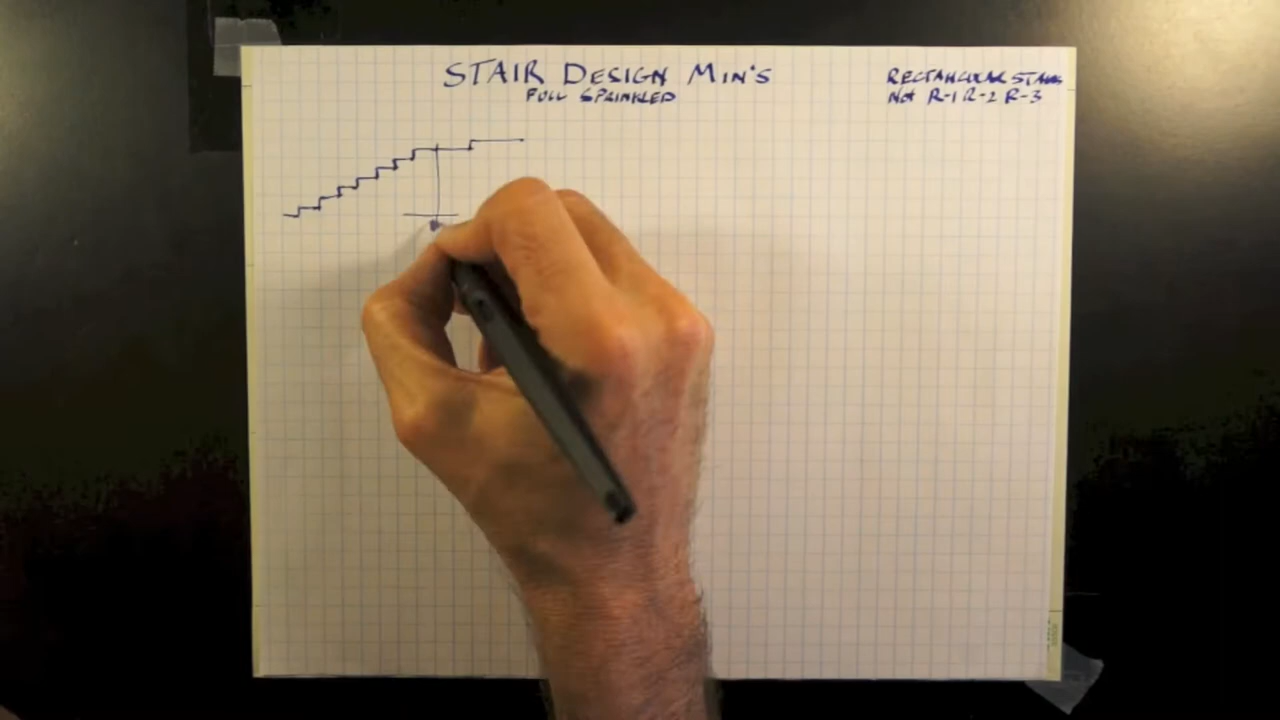 STAIR DESIGN MIN'S
FULL SPRINKLED
RECTANGULAR STAIRS
Not R-1 R-2 R-3